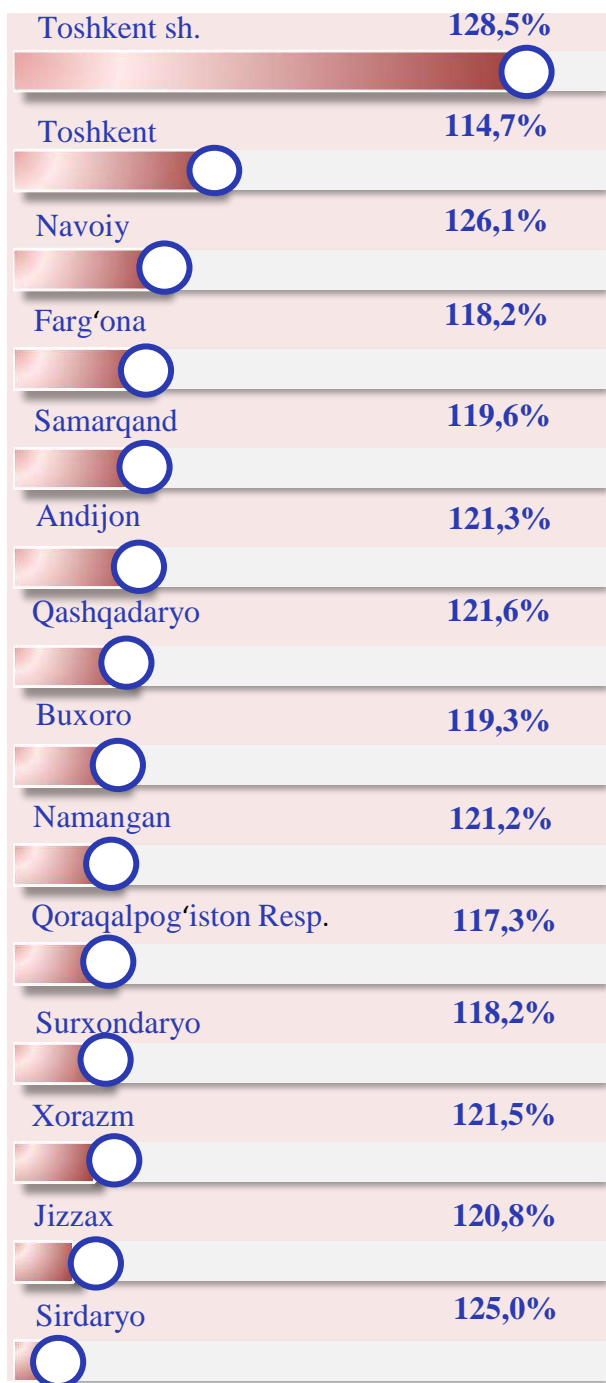 Toshkent sh. 128,5%
Toshkent 114,7%
Navoiy 126,1%
Farg‘ona 118,2%
Samarqand 119,6%
Andijon 121,3%
Qashqadaryo 121,6%
Buxoro 119,3%
Namangan 121,2%
Qoraqalpog‘iston Resp. 117,3%
Surxondaryo 118,2%
Xorazm 121,5%
Jizzax 120,8%
Sirdaryo 125,0%